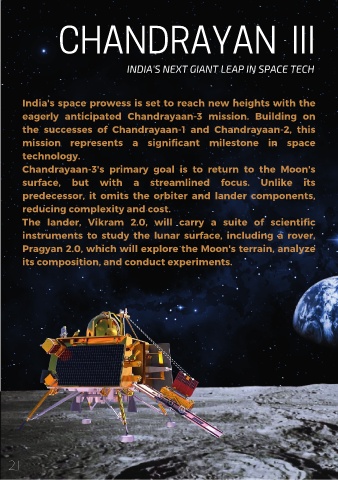 CHANDRAYAN III
INDIA'S NEXT GIANT LEAP IN SPACE TECH
India's space prowess is set to reach new heights with the
eagerly anticipated Chandrayaan-3 mission. Building on
the successes of Chandrayaan-1 and Chandrayaan-2, this
mission represents a significant milestone in space
technology.
Chandrayaan-3's primary goal is to return to the Moon's
surface, but with a streamlined focus. Unlike its
predecessor, it omits the orbiter and lander components,
reducing complexity and cost.
The lander, Vikram 2.0, will carry a suite of scientific
instruments to study the lunar surface, including a rover,
Pragyan 2.0, which will explore the Moon's terrain, analyze
its composition, and conduct experiments.
21